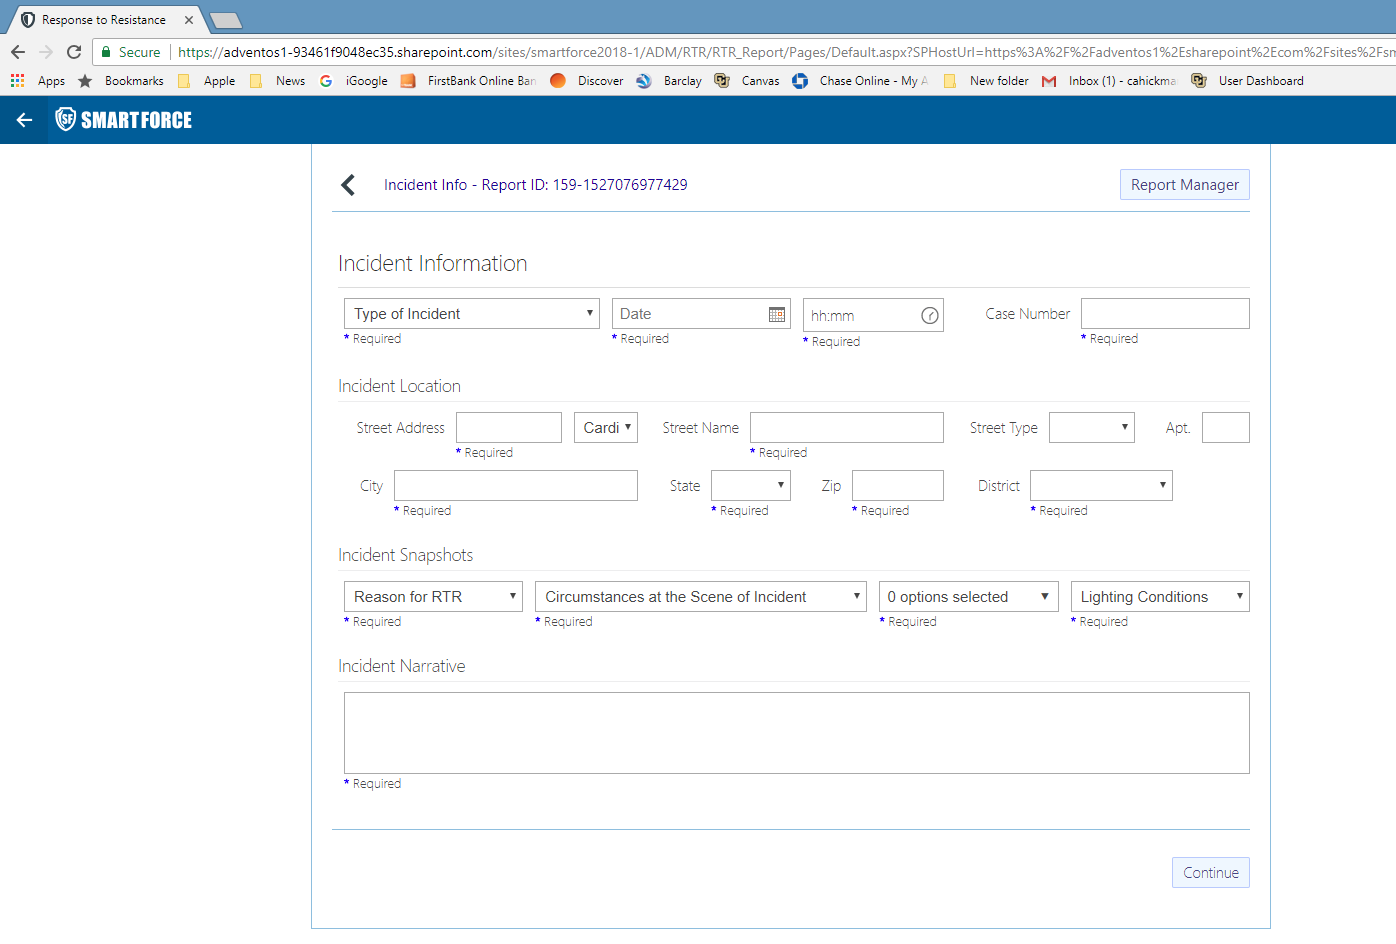 Response to Resistance
Secure https://adventos1-93461f9048ec35.sharepoint.com/sites/smartforce2018-1/ADM/RTR/RTR_Report/Pages/Default.aspx?SPHostUrl=https%3A%2F%2Fadventos1%2Esharepoint%2Ecom%2Fsites%2Fsm
Apps Bookmarks Apple News iGoogle FirstBank Online Ban Discover Barclay Canvas Chase Online - My A New folder Inbox (1) - cahickma User Dashboard
SF SMARTFORCE
Incident Info - Report ID: 159-1527076977429 Report Manager
Incident Information
Type of Incident Date hh:mm Case Number
* Required * Required * Required * Required
Incident Location
Street Address Cardi Street Name Street Type Apt.
* Required * Required
City State Zip District
* Required * Required * Required * Required
Incident Snapshots
Reason for RTR Circumstances at the Scene of Incident 0 options selected Lighting Conditions
* Required * Required * Required * Required
Incident Narrative
* Required
Continue